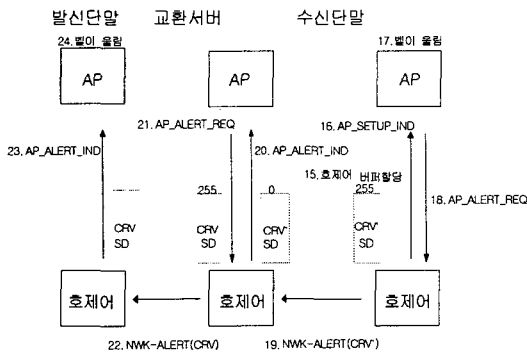 발신단말 교환서버 수신단말
24.벨이 울림
17.벨이 울림
AP AP AP
21.AP_ALERT_REQ
16.AP_SETUP_IND
23.AP_ALERT_IND
20.AP_ALERT_IND
15.호제어 버퍼할당
255 0 255
18.AP_ALERT_REQ
CRV CRV CRV' CRV'
SD SD SD SD
호제어 호제어 호제어
22. NWK-ALERT(CRV) 19. NWK-ALERT(CRV')